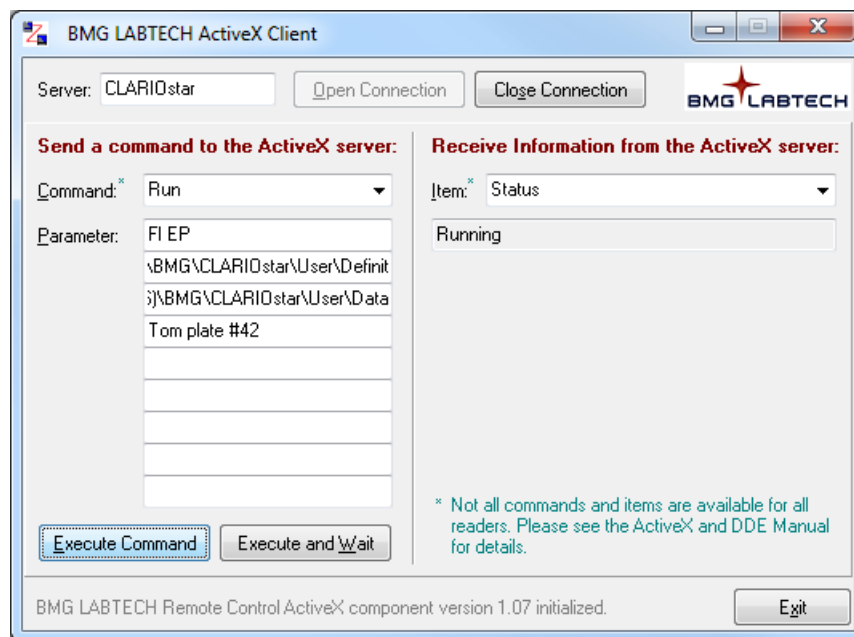 BMG LABTECH ActiveX Client
Server: CLARIOstar Open Connection Close Connection
BMG LABTECH
Send a command to the ActiveX server:
Command:* Run
Parameter: FI EP
\BMG\CLARIOstar\User\Definit
)\BMG\CLARIOstar\User\Data
Tom plate #42
Execute Command Execute and Wait
Receive Information from the ActiveX server:
Item:* Status
Running
* Not all commands and items are available for all
readers. Please see the ActiveX and DDE Manual
for details.
BMG LABTECH Remote Control ActiveX component version 1.07 initialized.
Exit